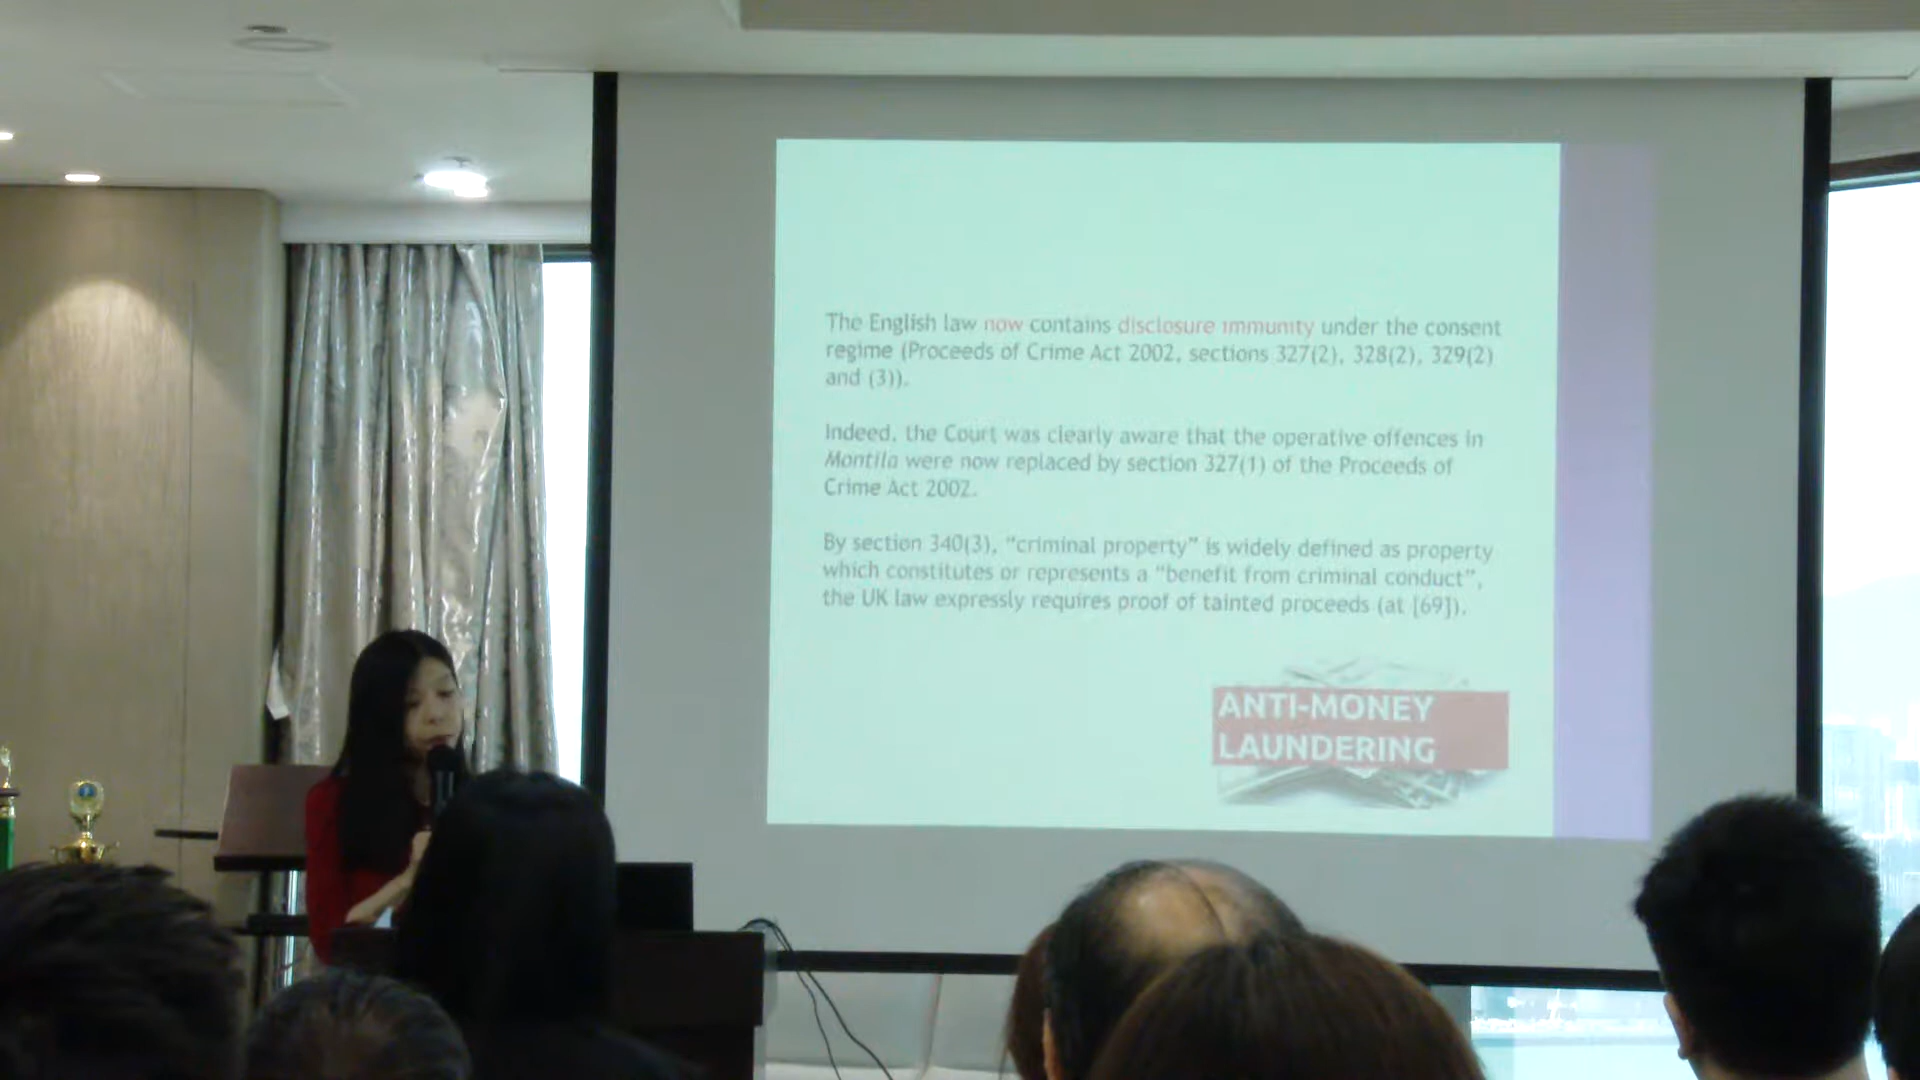 The English law now contains disclosure immunity under the consent
regime (Proceeds of Crime Act 2002, sections 327(2), 328(2), 329(2)
and (3)).
Indeed, the Court was clearly aware that the operative offences in
Montila were now replaced by section 327(1) of the Proceeds of
Crime Act 2002.
By section 340(3), “criminal property” is widely defined as property
which constitutes or represents a “benefit from criminal conduct”,
the UK law expressly requires proof of tainted proceeds (at [69]).
ANTI-MONEY
LAUNDERING